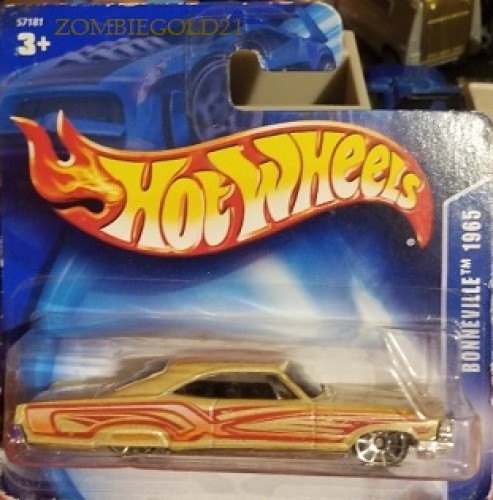 57181
ZOMBIEGOLD21
3+
HOT WHEELS
®
BONNEVILLE™ 1965